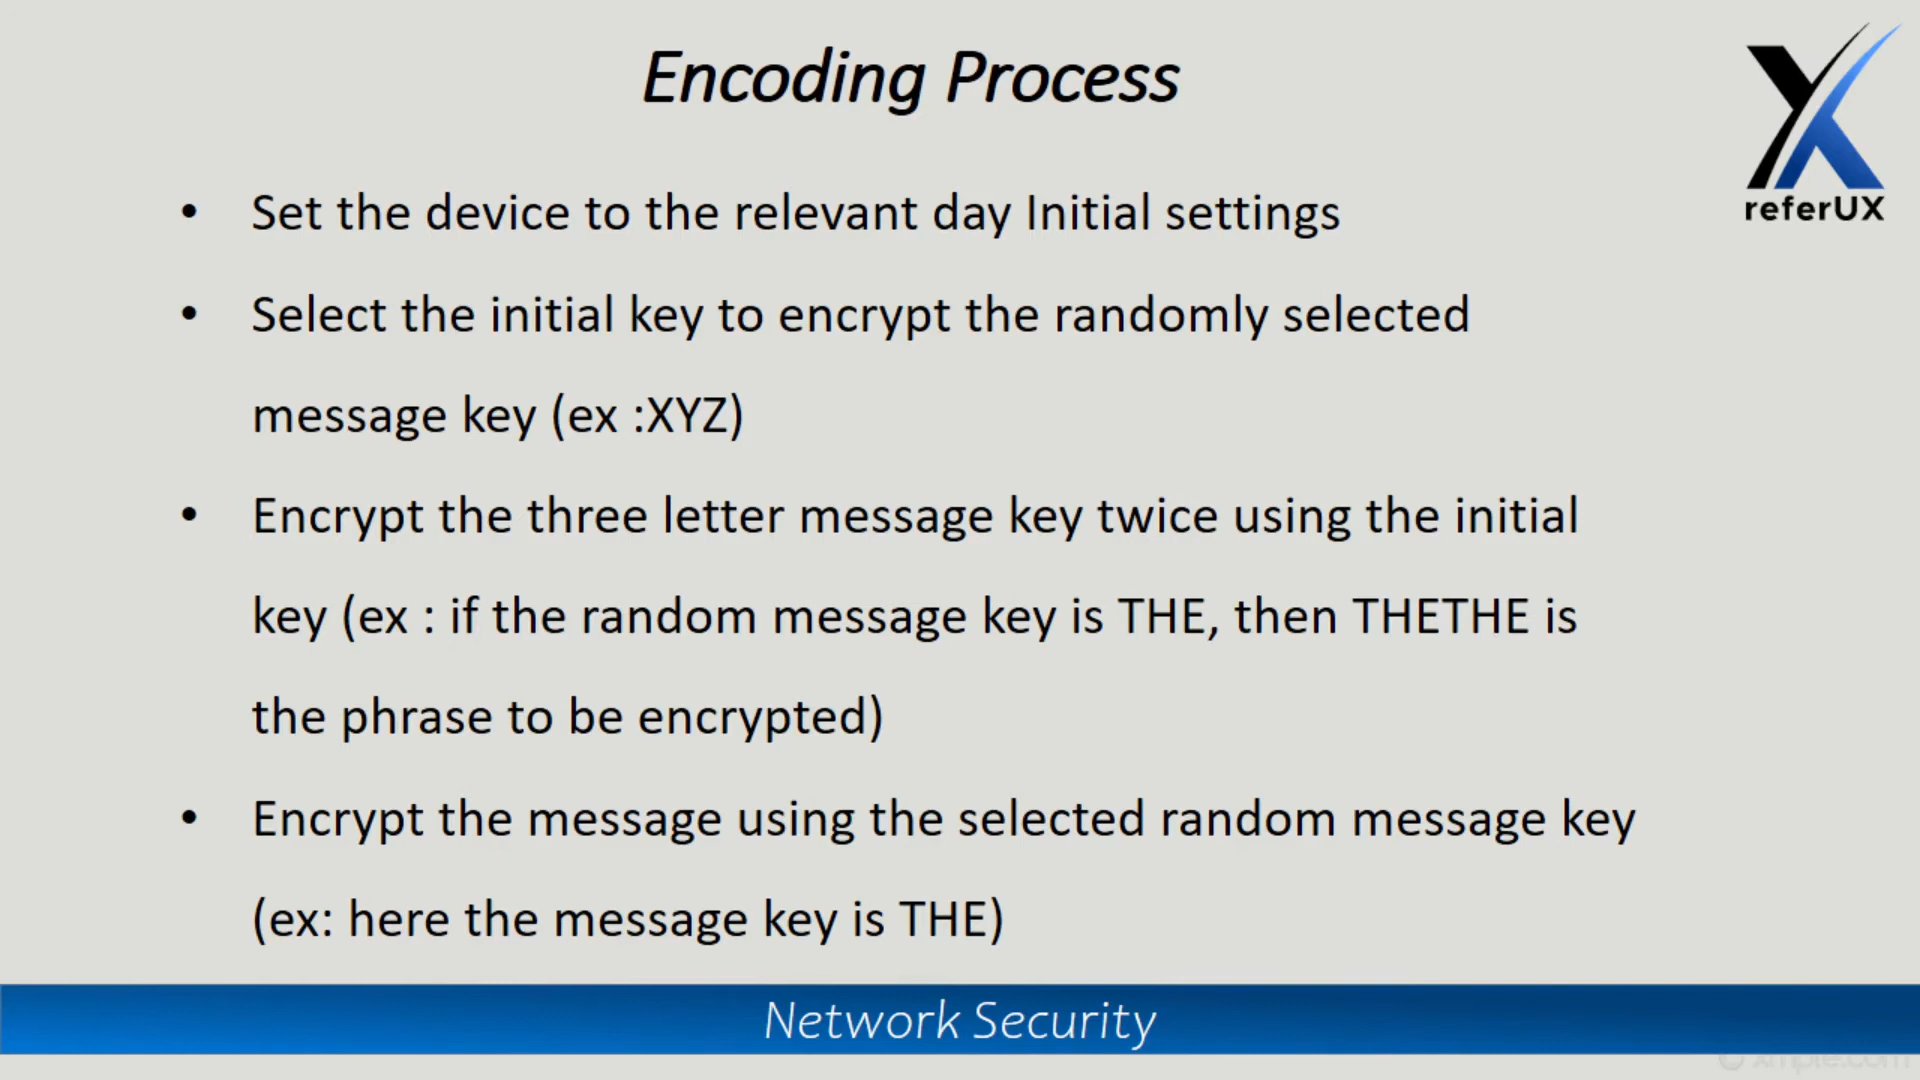 Encoding Process
referUX
• Set the device to the relevant day Initial settings
• Select the initial key to encrypt the randomly selected
message key (ex :XYZ)
• Encrypt the three letter message key twice using the initial
key (ex : if the random message key is THE, then THETHE is
the phrase to be encrypted)
• Encrypt the message using the selected random message key
(ex: here the message key is THE)
Network Security